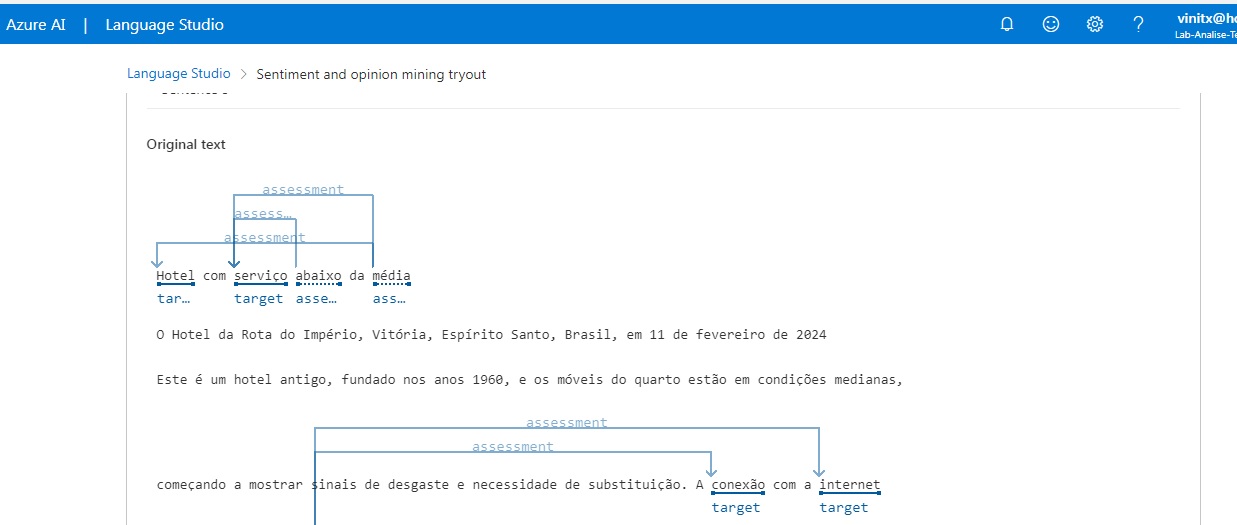 Azure AI | Language Studio
vinitx@ho
Lab-Analise-Te
Language Studio > Sentiment and opinion mining tryout
Original text
assessment
assess…
assessment
Hotel com serviço abaixo da média
tar… target asse… ass…
O Hotel da Rota do Império, Vitória, Espírito Santo, Brasil, em 11 de fevereiro de 2024
Este é um hotel antigo, fundado nos anos 1960, e os móveis do quarto estão em condições medianas,
assessment
assessment
começando a mostrar sinais de desgaste e necessidade de substituição. A conexão com a internet
target target